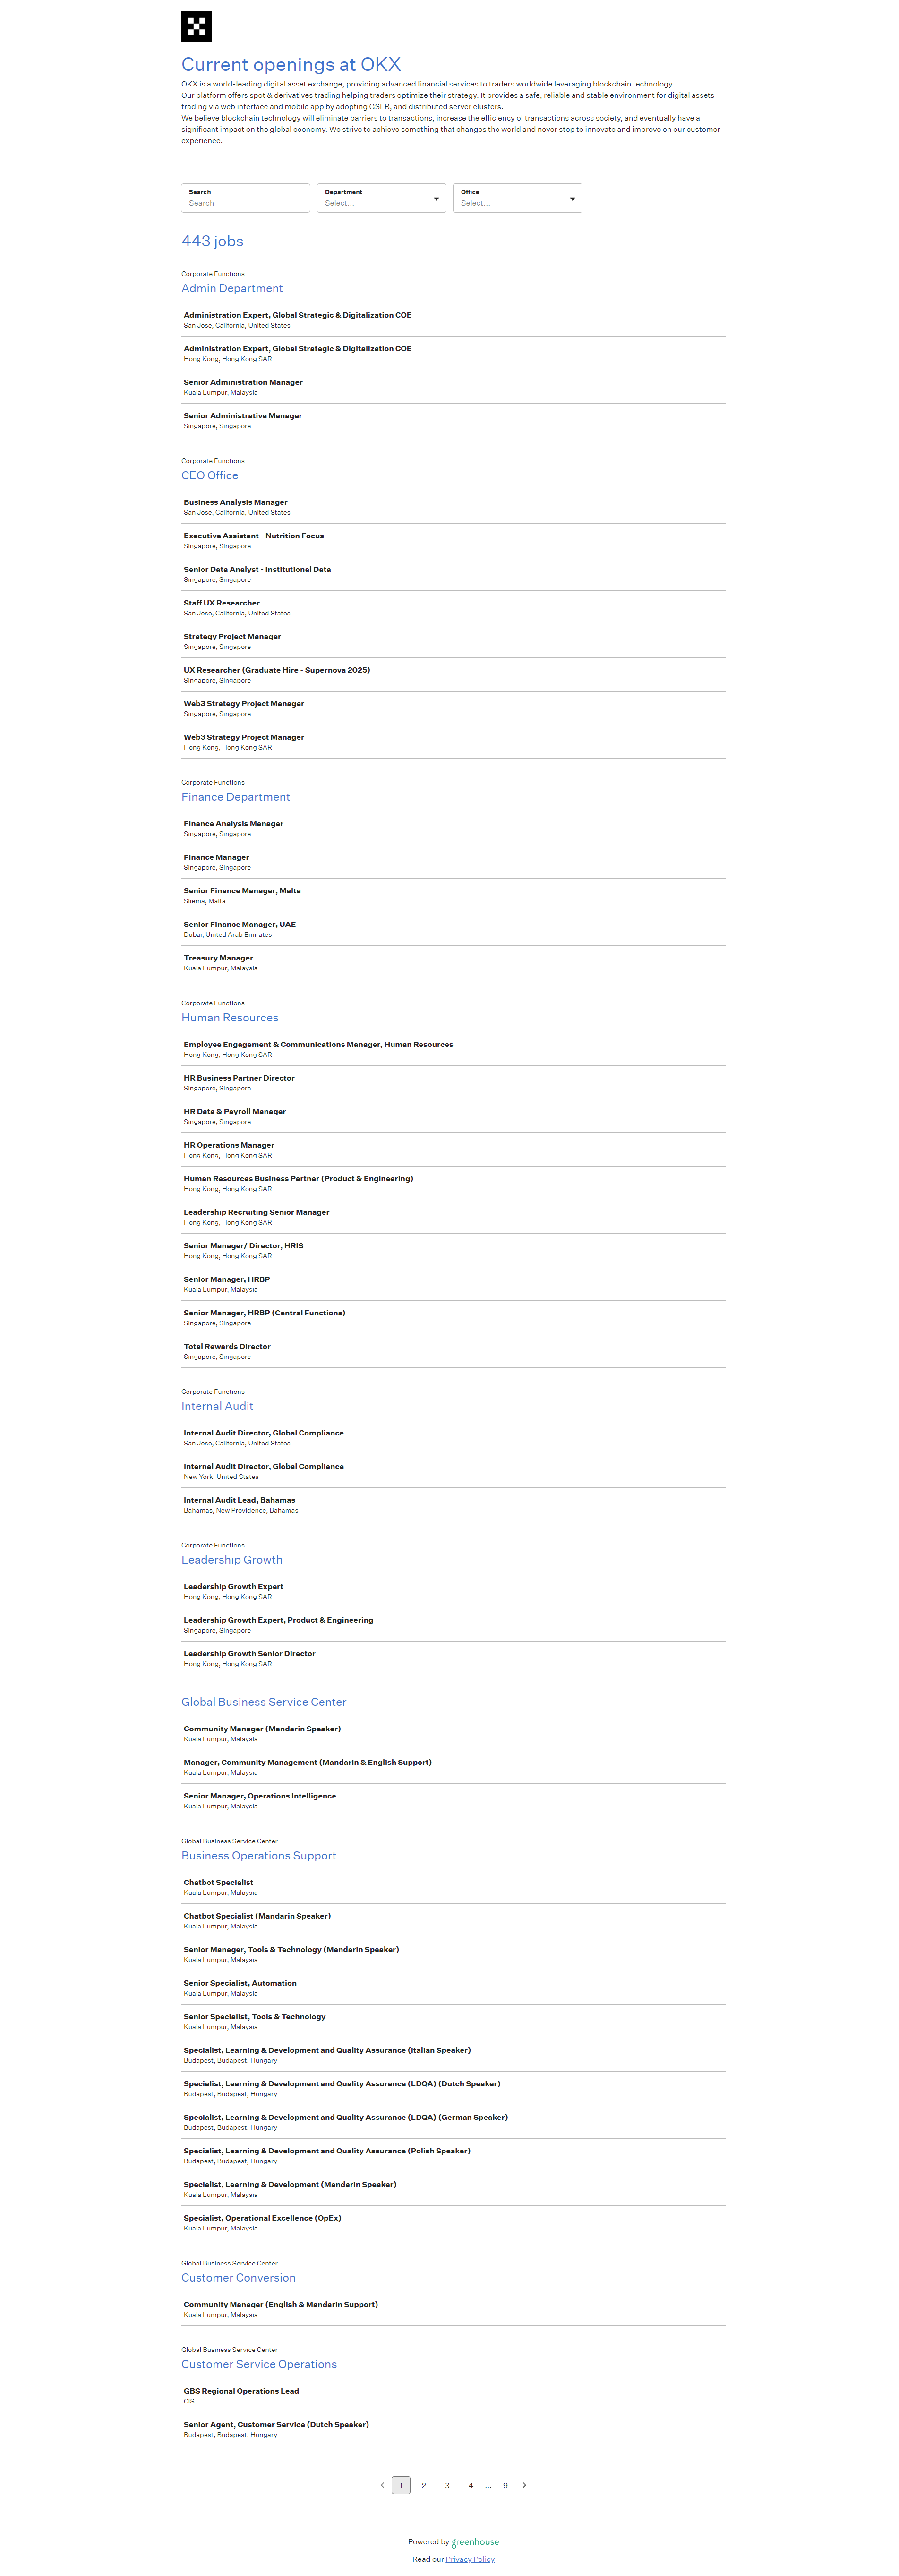 Current openings at OKX
OKX is a world-leading digital asset exchange, providing advanced financial services to traders worldwide leveraging blockchain technology.
Our platform offers spot & derivatives trading helping traders optimize their strategy. It provides a safe, reliable and stable environment for digital assets
trading via web interface and mobile app by adopting GSLB, and distributed server clusters.
We believe blockchain technology will eliminate barriers to transactions, increase the efficiency of transactions across society, and eventually have a
significant impact on the global economy. We strive to achieve something that changes the world and never stop to innovate and improve on our customer
experience.
Search
Search
Department
Select...
Office
Select...
443 jobs
Corporate Functions
Admin Department
Administration Expert, Global Strategic & Digitalization COE
San Jose, California, United States
Administration Expert, Global Strategic & Digitalization COE
Hong Kong, Hong Kong SAR
Senior Administration Manager
Kuala Lumpur, Malaysia
Senior Administrative Manager
Singapore, Singapore
Corporate Functions
CEO Office
Business Analysis Manager
San Jose, California, United States
Executive Assistant - Nutrition Focus
Singapore, Singapore
Senior Data Analyst - Institutional Data
Singapore, Singapore
Staff UX Researcher
San Jose, California, United States
Strategy Project Manager
Singapore, Singapore
UX Researcher (Graduate Hire - Supernova 2025)
Singapore, Singapore
Web3 Strategy Project Manager
Singapore, Singapore
Web3 Strategy Project Manager
Hong Kong, Hong Kong SAR
Corporate Functions
Finance Department
Finance Analysis Manager
Singapore, Singapore
Finance Manager
Singapore, Singapore
Senior Finance Manager, Malta
Sliema, Malta
Senior Finance Manager, UAE
Dubai, United Arab Emirates
Treasury Manager
Kuala Lumpur, Malaysia
Corporate Functions
Human Resources
Employee Engagement & Communications Manager, Human Resources
Hong Kong, Hong Kong SAR
HR Business Partner Director
Singapore, Singapore
HR Data & Payroll Manager
Singapore, Singapore
HR Operations Manager
Hong Kong, Hong Kong SAR
Human Resources Business Partner (Product & Engineering)
Hong Kong, Hong Kong SAR
Leadership Recruiting Senior Manager
Hong Kong, Hong Kong SAR
Senior Manager/ Director, HRIS
Hong Kong, Hong Kong SAR
Senior Manager, HRBP
Kuala Lumpur, Malaysia
Senior Manager, HRBP (Central Functions)
Singapore, Singapore
Total Rewards Director
Singapore, Singapore
Corporate Functions
Internal Audit
Internal Audit Director, Global Compliance
San Jose, California, United States
Internal Audit Director, Global Compliance
New York, United States
Internal Audit Lead, Bahamas
Bahamas, New Providence, Bahamas
Corporate Functions
Leadership Growth
Leadership Growth Expert
Hong Kong, Hong Kong SAR
Leadership Growth Expert, Product & Engineering
Singapore, Singapore
Leadership Growth Senior Director
Hong Kong, Hong Kong SAR
Global Business Service Center
Community Manager (Mandarin Speaker)
Kuala Lumpur, Malaysia
Manager, Community Management (Mandarin & English Support)
Kuala Lumpur, Malaysia
Senior Manager, Operations Intelligence
Kuala Lumpur, Malaysia
Global Business Service Center
Business Operations Support
Chatbot Specialist
Kuala Lumpur, Malaysia
Chatbot Specialist (Mandarin Speaker)
Kuala Lumpur, Malaysia
Senior Manager, Tools & Technology (Mandarin Speaker)
Kuala Lumpur, Malaysia
Senior Specialist, Automation
Kuala Lumpur, Malaysia
Senior Specialist, Tools & Technology
Kuala Lumpur, Malaysia
Specialist, Learning & Development and Quality Assurance (Italian Speaker)
Budapest, Budapest, Hungary
Specialist, Learning & Development and Quality Assurance (LDQA) (Dutch Speaker)
Budapest, Budapest, Hungary
Specialist, Learning & Development and Quality Assurance (LDQA) (German Speaker)
Budapest, Budapest, Hungary
Specialist, Learning & Development and Quality Assurance (Polish Speaker)
Budapest, Budapest, Hungary
Specialist, Learning & Development (Mandarin Speaker)
Kuala Lumpur, Malaysia
Specialist, Operational Excellence (OpEx)
Kuala Lumpur, Malaysia
Global Business Service Center
Customer Conversion
Community Manager (English & Mandarin Support)
Kuala Lumpur, Malaysia
Global Business Service Center
Customer Service Operations
GBS Regional Operations Lead
CIS
Senior Agent, Customer Service (Dutch Speaker)
Budapest, Budapest, Hungary
1 2 3 4 ... 9
Powered by greenhouse
Read our Privacy Policy